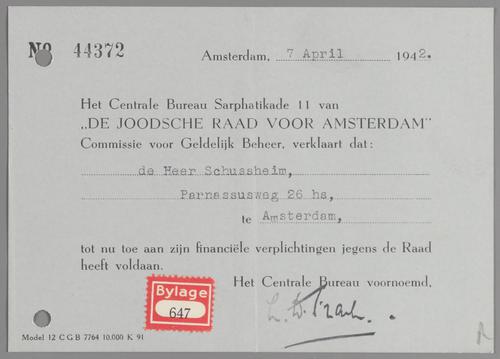 No 44372
Amsterdam, 7 April 1942.
Het Centrale Bureau Sarphatikade 11 van
„DE JOODSCHE RAAD VOOR AMSTERDAM"
Commissie voor Geldelijk Beheer, verklaart dat:
de Heer Schussheim,
Parnassusweg 26 hs,
te Amsterdam,
tot nu toe aan zijn financiële verplichtingen jegens de Raad
heeft voldaan.
Het Centrale Bureau voornoemd,
Bylage
647
Model 12 C G B 7764 10.000 K 91